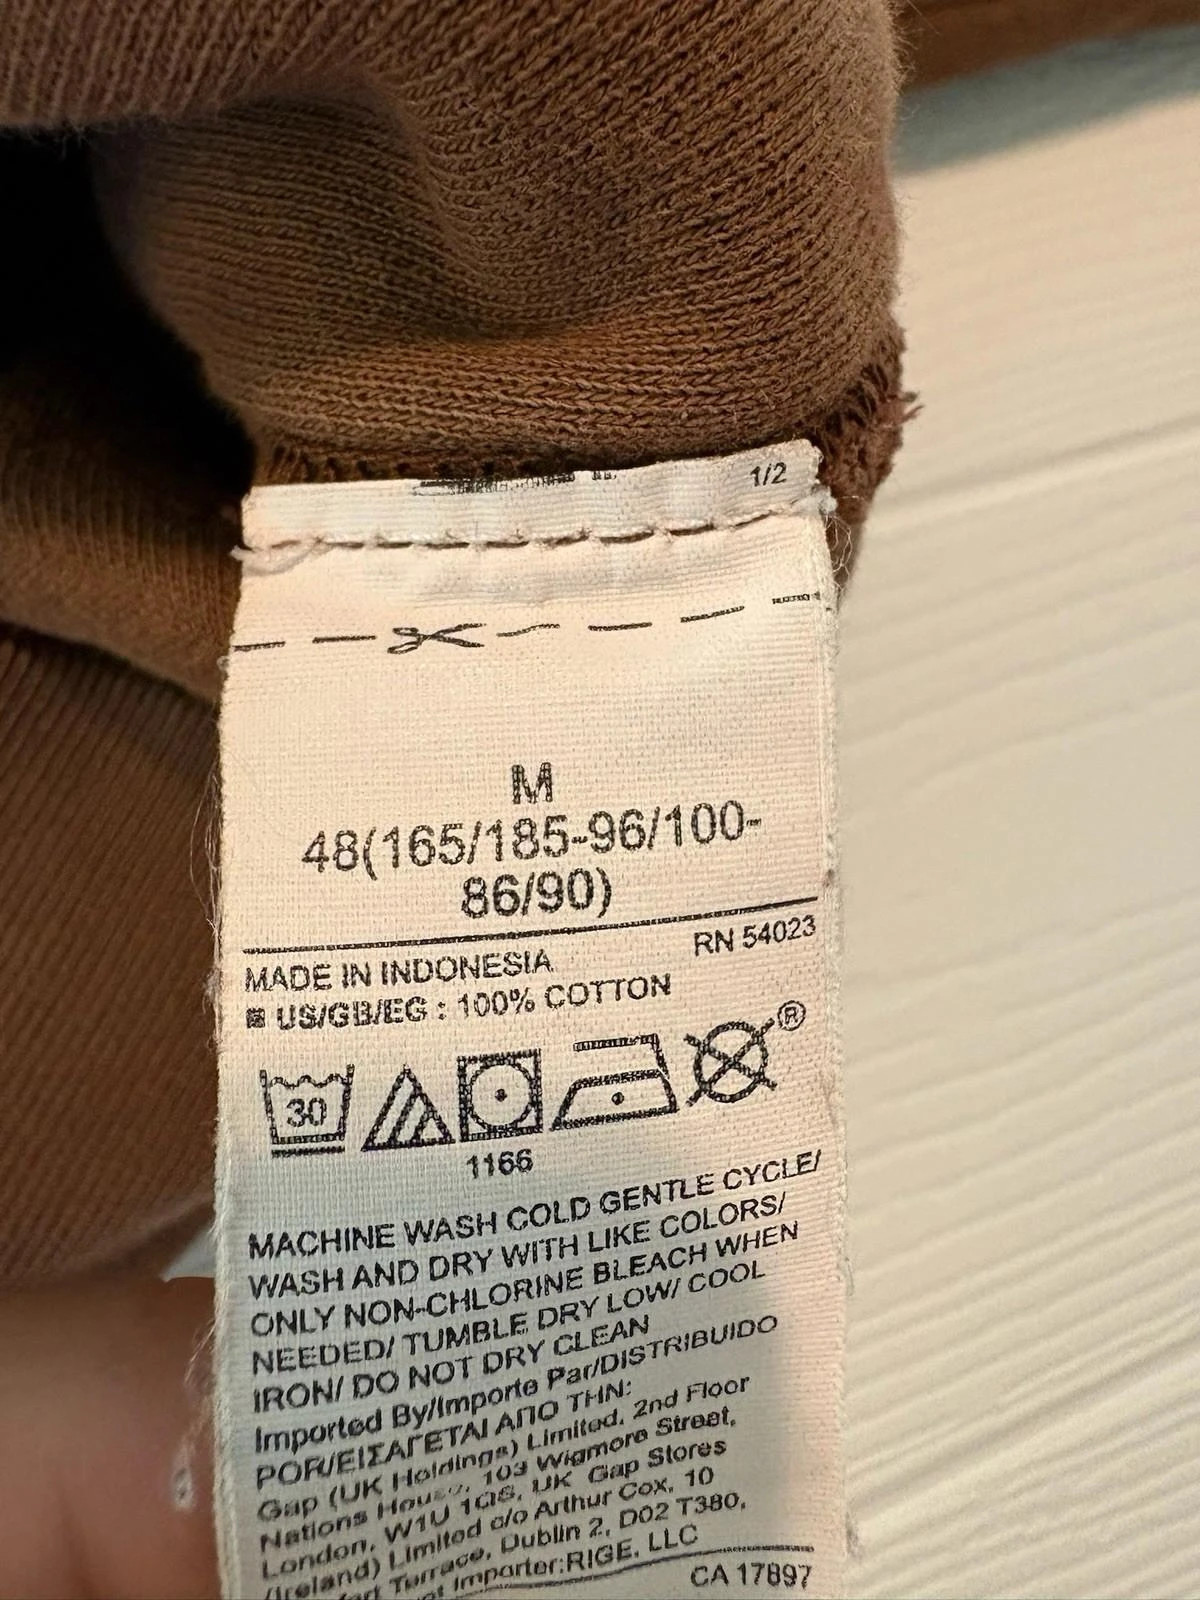 1/2
M
48(165/185-96/100-
86/90)
RN 54023
MADE IN INDONESIA
US/GB/EG : 100% COTTON
®
30
1166
MACHINE WASH COLD GENTLE CYCLE/
WASH AND DRY WITH LIKE COLORS/
ONLY NON-CHLORINE BLEACH WHEN
NEEDED/ TUMBLE DRY LOW/ COOL
IRON/ DO NOT DRY CLEAN
Imported By/Importe Par/DISTRIBUIDO
POR/ΕΙΣΑΓΕΤΑΙ ΑΠΟ ΤΗΝ:
Gap (UK Holdings) Limited, 2nd Floor
Nations House, 103 Wigmore Street,
London, W1U 1QS, UK Gap Stores
(Ireland) Limited c/o Arthur Cox, 10
Terrace, Dublin 2, D02 T380,
Importer:RIGE, LLC
CA 17897